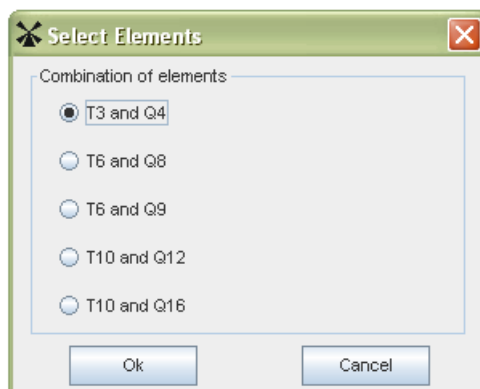 Select Elements
Combination of elements
T3 and Q4
T6 and Q8
T6 and Q9
T10 and Q12
T10 and Q16
Ok Cancel